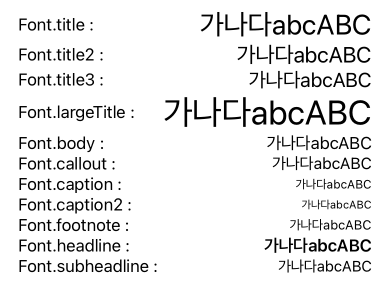 Font.title : 가나다abcABC
Font.title2 : 가나다abcABC
Font.title3 : 가나다abcABC
Font.largeTitle : 가나다abcABC
Font.body : 가나다abcABC
Font.callout : 가나다abcABC
Font.caption : 가나다abcABC
Font.caption2 : 가나다abcABC
Font.footnote : 가나다abcABC
Font.headline : 가나다abcABC
Font.subheadline : 가나다abcABC